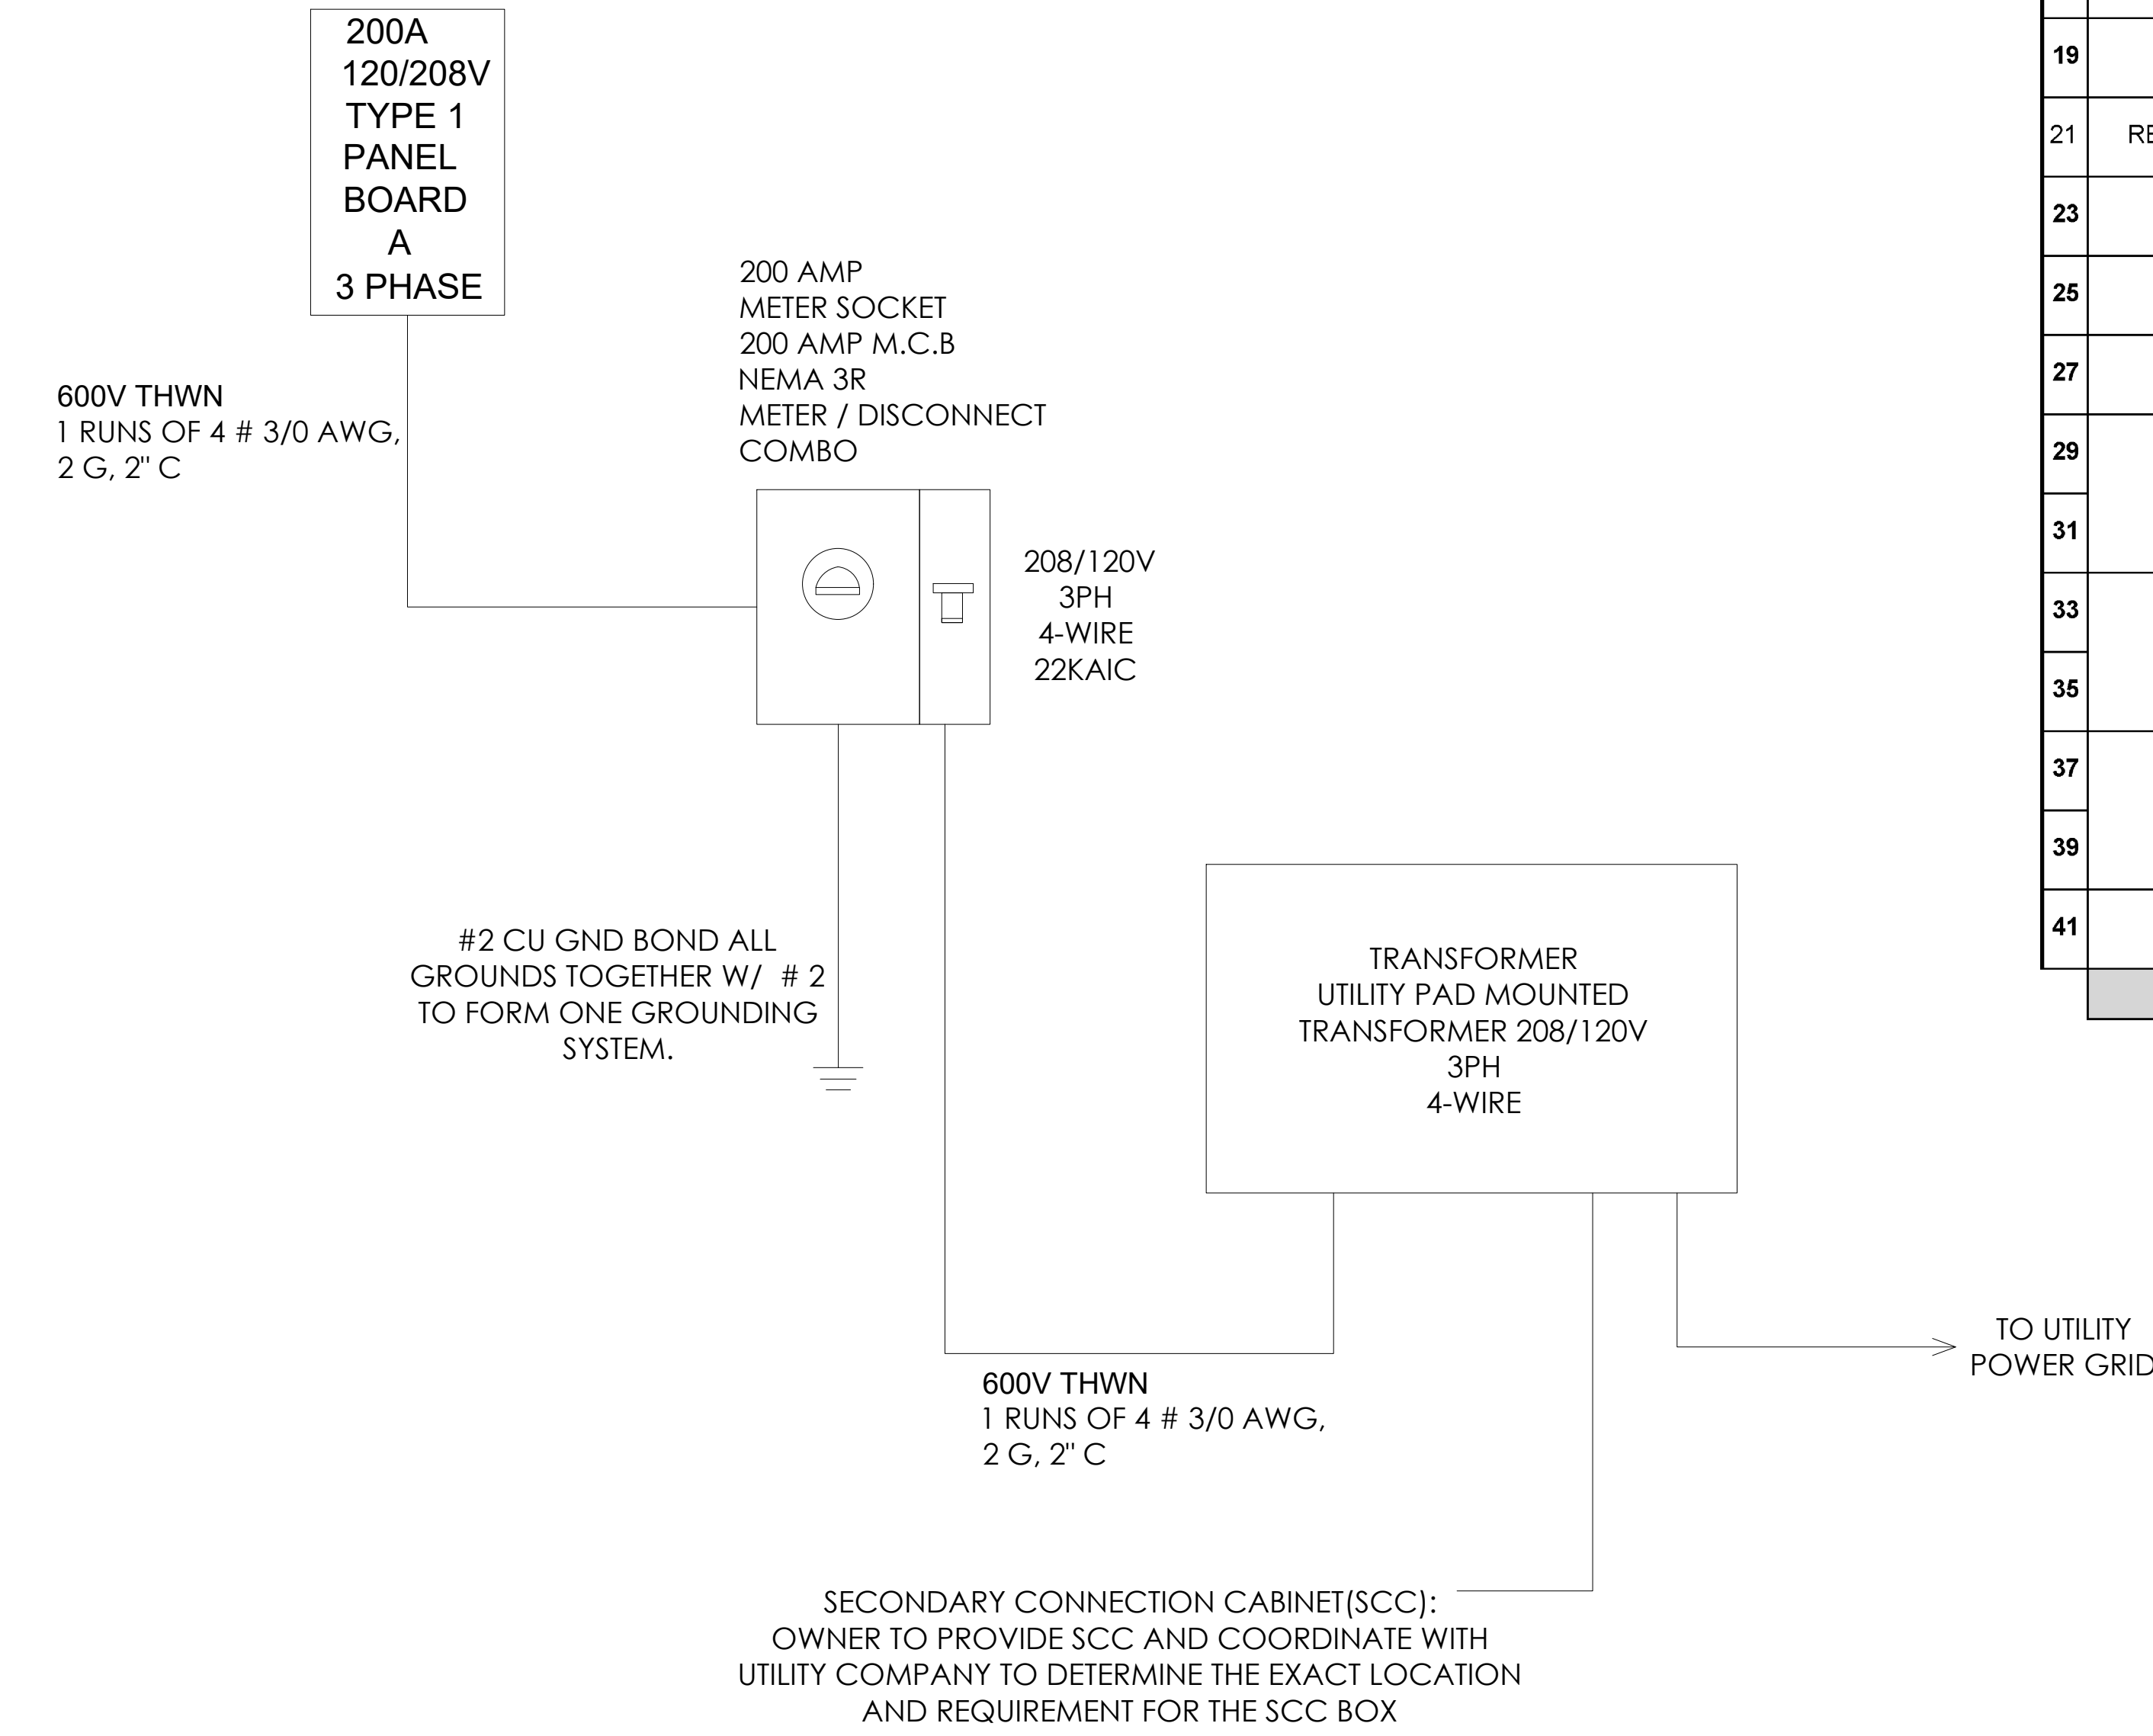 200A
120/208V
TYPE 1
PANEL
BOARD
A
3 PHASE
600V THWN
1 RUNS OF 4 # 3/0 AWG,
2 G, 2" C
200 AMP
METER SOCKET
200 AMP M.C.B
NEMA 3R
METER / DISCONNECT
COMBO
208/120V
3PH
4-WIRE
22KAIC
#2 CU GND BOND ALL
GROUNDS TOGETHER W/ # 2
TO FORM ONE GROUNDING
SYSTEM.
TRANSFORMER
UTILITY PAD MOUNTED
TRANSFORMER 208/120V
3PH
4-WIRE
600V THWN
1 RUNS OF 4 # 3/0 AWG,
2 G, 2" C
TO UTILITY
POWER GRID
SECONDARY CONNECTION CABINET(SCC):
OWNER TO PROVIDE SCC AND COORDINATE WITH
UTILITY COMPANY TO DETERMINE THE EXACT LOCATION
AND REQUIREMENT FOR THE SCC BOX
19
21
23
25
27
29
31
33
35
37
39
41